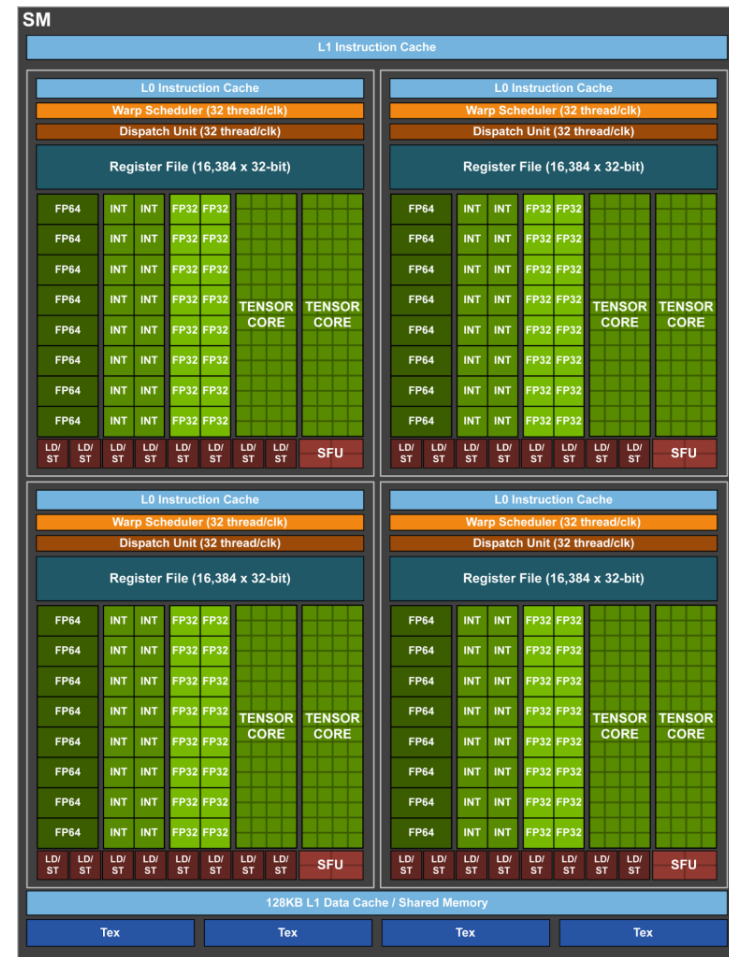 SM
L1 Instruction Cache
L0 Instruction Cache
Warp Scheduler (32 thread/clk)
Dispatch Unit (32 thread/clk)
Register File (16,384 x 32-bit)
FP64 INT INT FP32 FP32
FP64 INT INT FP32 FP32
FP64 INT INT FP32 FP32
FP64 INT INT FP32 FP32
FP64 INT INT FP32 FP32
FP64 INT INT FP32 FP32
FP64 INT INT FP32 FP32
FP64 INT INT FP32 FP32
TENSOR CORE
TENSOR CORE
LD/ST LD/ST LD/ST LD/ST LD/ST LD/ST LD/ST LD/ST SFU
L0 Instruction Cache
Warp Scheduler (32 thread/clk)
Dispatch Unit (32 thread/clk)
Register File (16,384 x 32-bit)
FP64 INT INT FP32 FP32
FP64 INT INT FP32 FP32
FP64 INT INT FP32 FP32
FP64 INT INT FP32 FP32
FP64 INT INT FP32 FP32
FP64 INT INT FP32 FP32
FP64 INT INT FP32 FP32
FP64 INT INT FP32 FP32
TENSOR CORE
TENSOR CORE
LD/ST LD/ST LD/ST LD/ST LD/ST LD/ST LD/ST LD/ST SFU
L0 Instruction Cache
Warp Scheduler (32 thread/clk)
Dispatch Unit (32 thread/clk)
Register File (16,384 x 32-bit)
FP64 INT INT FP32 FP32
FP64 INT INT FP32 FP32
FP64 INT INT FP32 FP32
FP64 INT INT FP32 FP32
FP64 INT INT FP32 FP32
FP64 INT INT FP32 FP32
FP64 INT INT FP32 FP32
FP64 INT INT FP32 FP32
TENSOR CORE
TENSOR CORE
LD/ST LD/ST LD/ST LD/ST LD/ST LD/ST LD/ST LD/ST SFU
L0 Instruction Cache
Warp Scheduler (32 thread/clk)
Dispatch Unit (32 thread/clk)
Register File (16,384 x 32-bit)
FP64 INT INT FP32 FP32
FP64 INT INT FP32 FP32
FP64 INT INT FP32 FP32
FP64 INT INT FP32 FP32
FP64 INT INT FP32 FP32
FP64 INT INT FP32 FP32
FP64 INT INT FP32 FP32
FP64 INT INT FP32 FP32
TENSOR CORE
TENSOR CORE
LD/ST LD/ST LD/ST LD/ST LD/ST LD/ST LD/ST LD/ST SFU
128KB L1 Data Cache / Shared Memory
Tex Tex Tex Tex